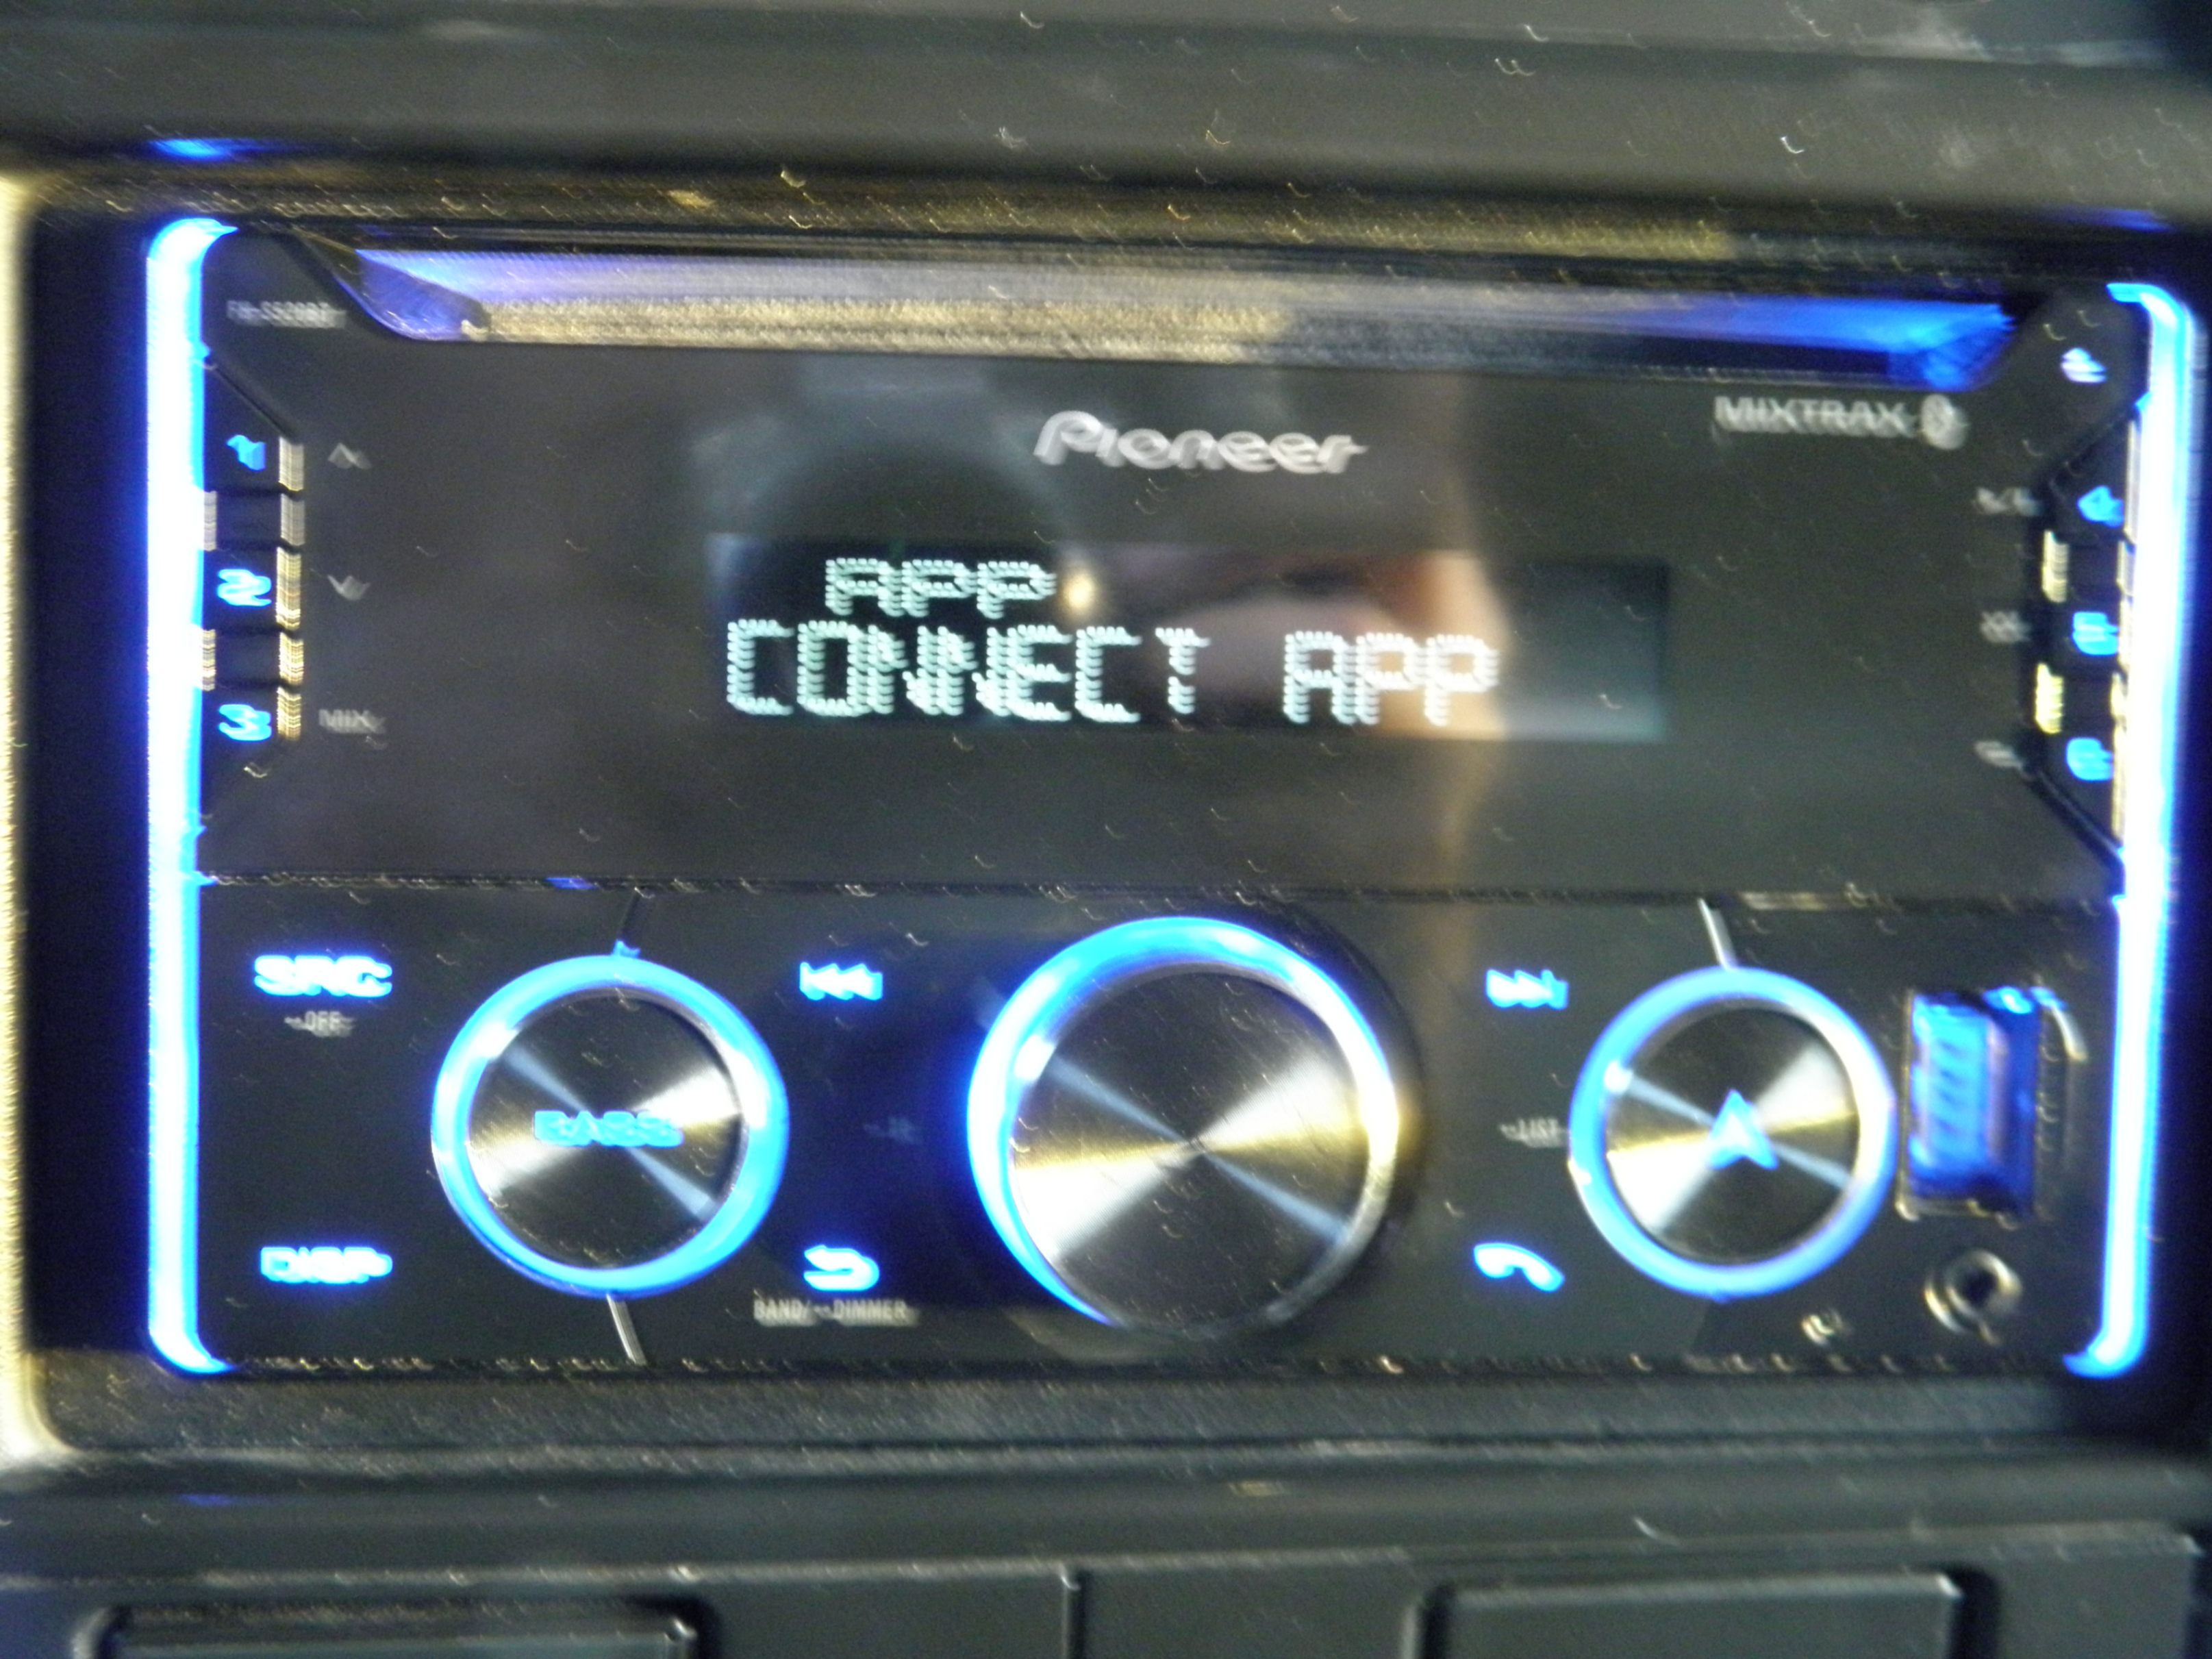 Pioneer
MIXTRAX
1
4
APP
2
CONNECT APP
5
3
MIX
6
SRC
OFF
BASS
LIST
DISP
BAND/ DIMMER